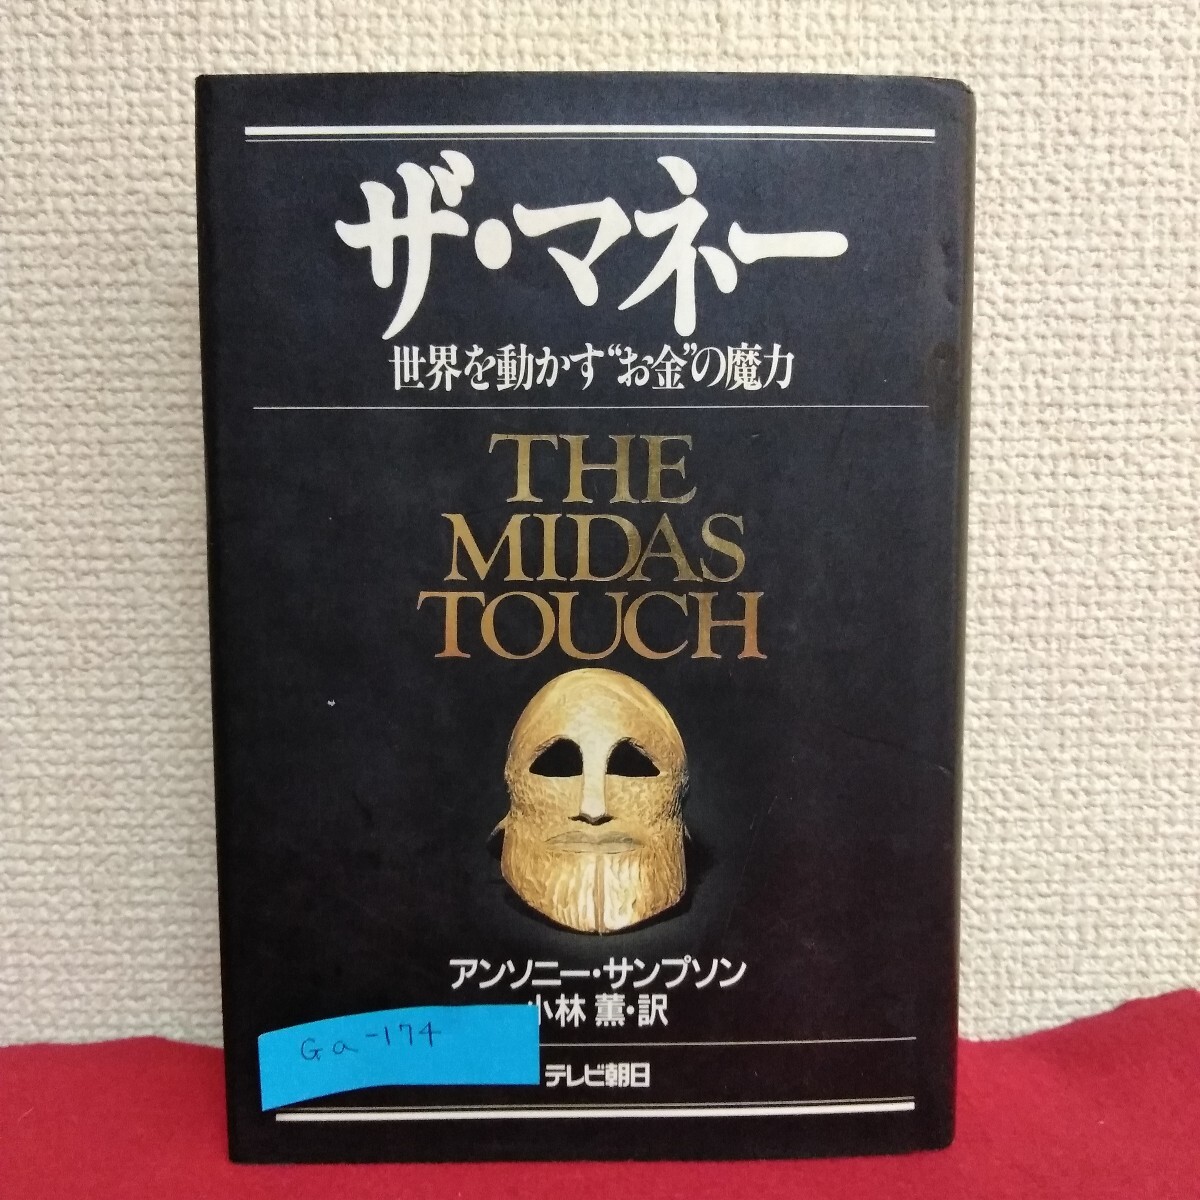 ザ・マネー
世界を動かす“お金”の魔力
THE
MIDAS
TOUCH
アンソニー・サンプソン
小林 薫・訳
Ga-174
テレビ朝日